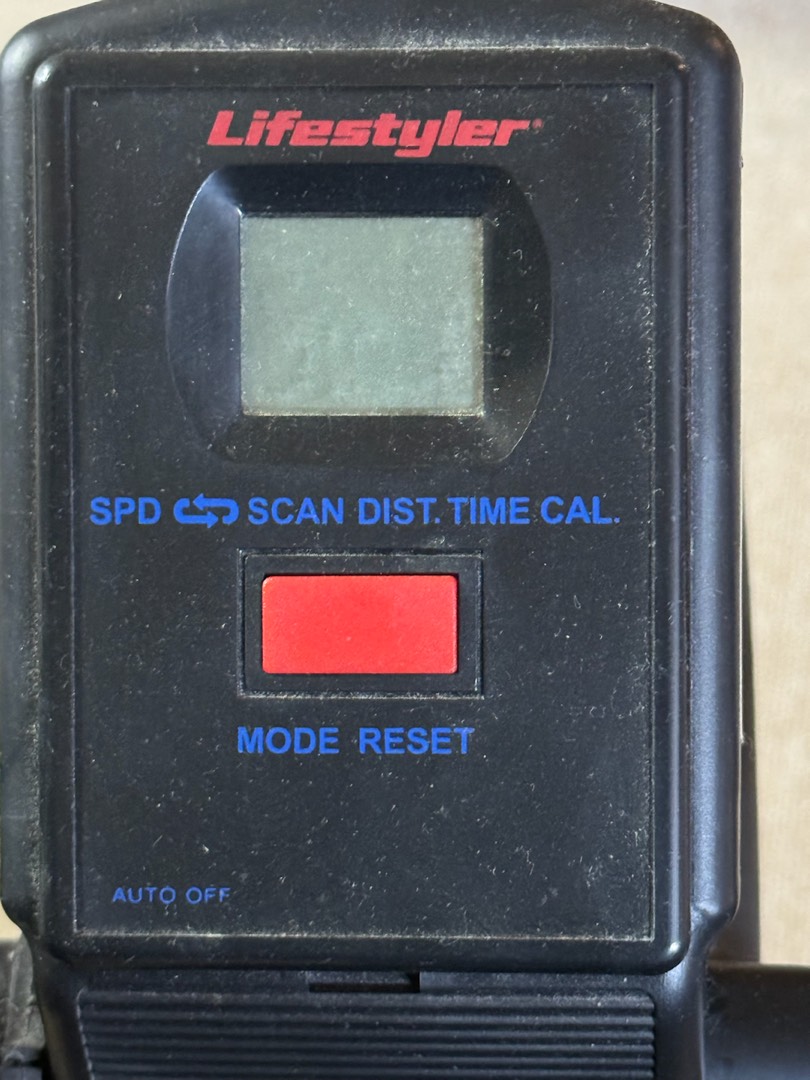 Lifestyler®
SPD SCAN DIST. TIME CAL.
MODE RESET
AUTO OFF